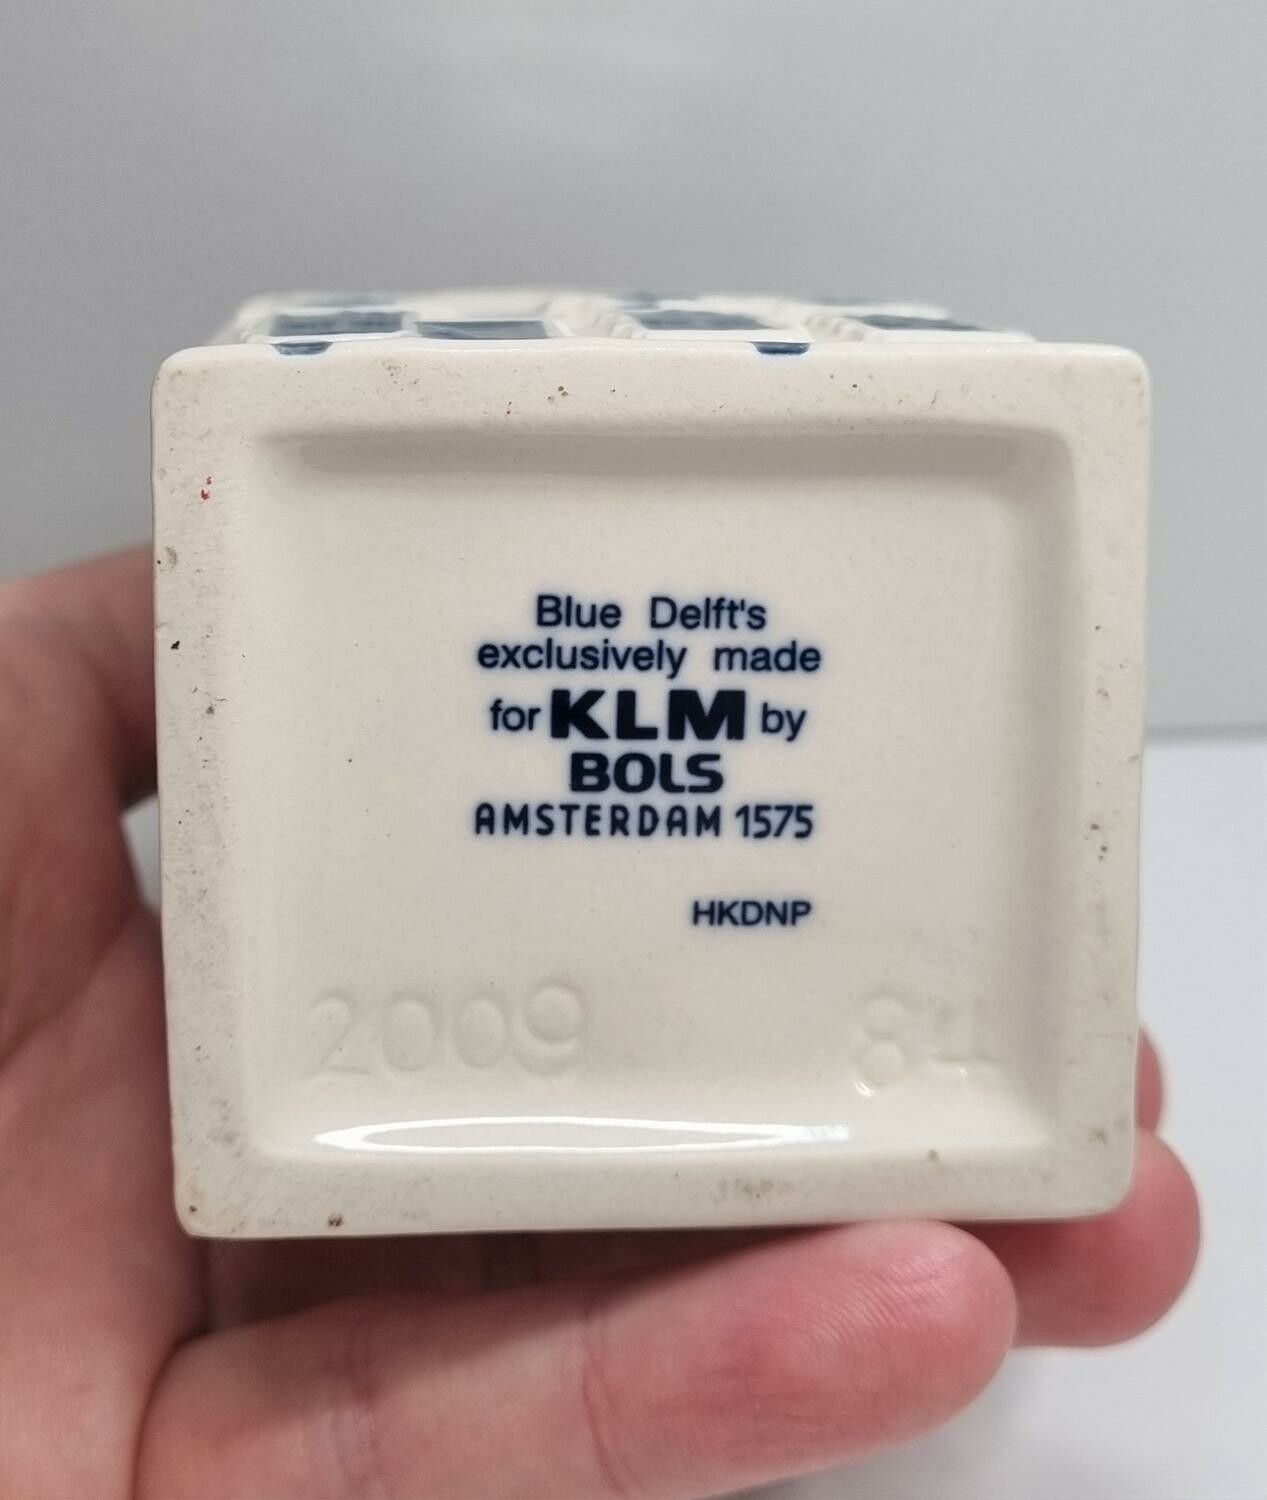 Blue Delft's
exclusively made
for KLM by
BOLS
AMSTERDAM 1575
HKDNP
2009 84